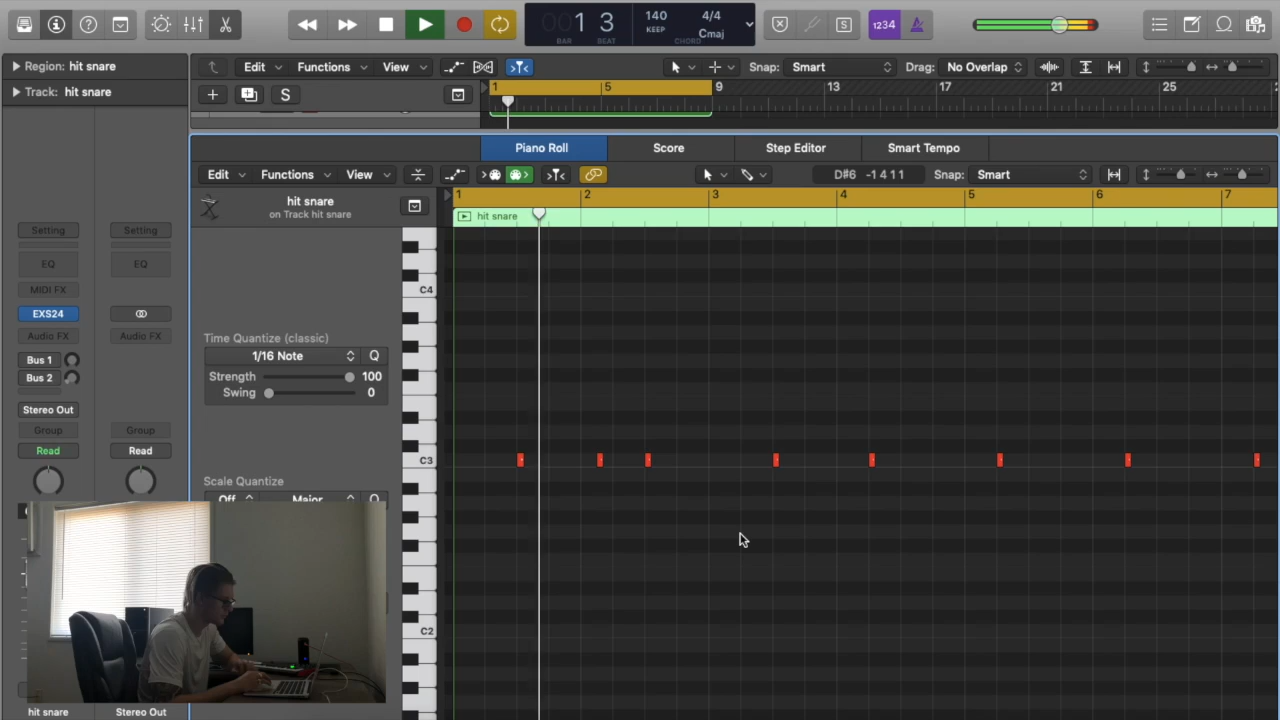 1234
1 3
BAR BEAT
140
KEEP
4/4
Cmaj
CHORD
S
Region: hit snare
Track: hit snare
Edit Functions View Snap: Smart Drag: No Overlap
S
1 5 9 13 17 21 25
Piano Roll Score Step Editor Smart Tempo
Edit Functions View D#6 -1 4 1 1 Snap: Smart
1 2 3 4 5 6 7
hit snare
on Track hit snare
hit snare
Setting Setting
EQ EQ
MIDI FX
EXS24
Audio FX Audio FX
Bus 1
Bus 2
Stereo Out
Group Group
Read Read
Time Quantize (classic)
1/16 Note Q
Strength 100
Swing 0
Scale Quantize
Off Major Q
C4
C3
C2
hit snare Stereo Out